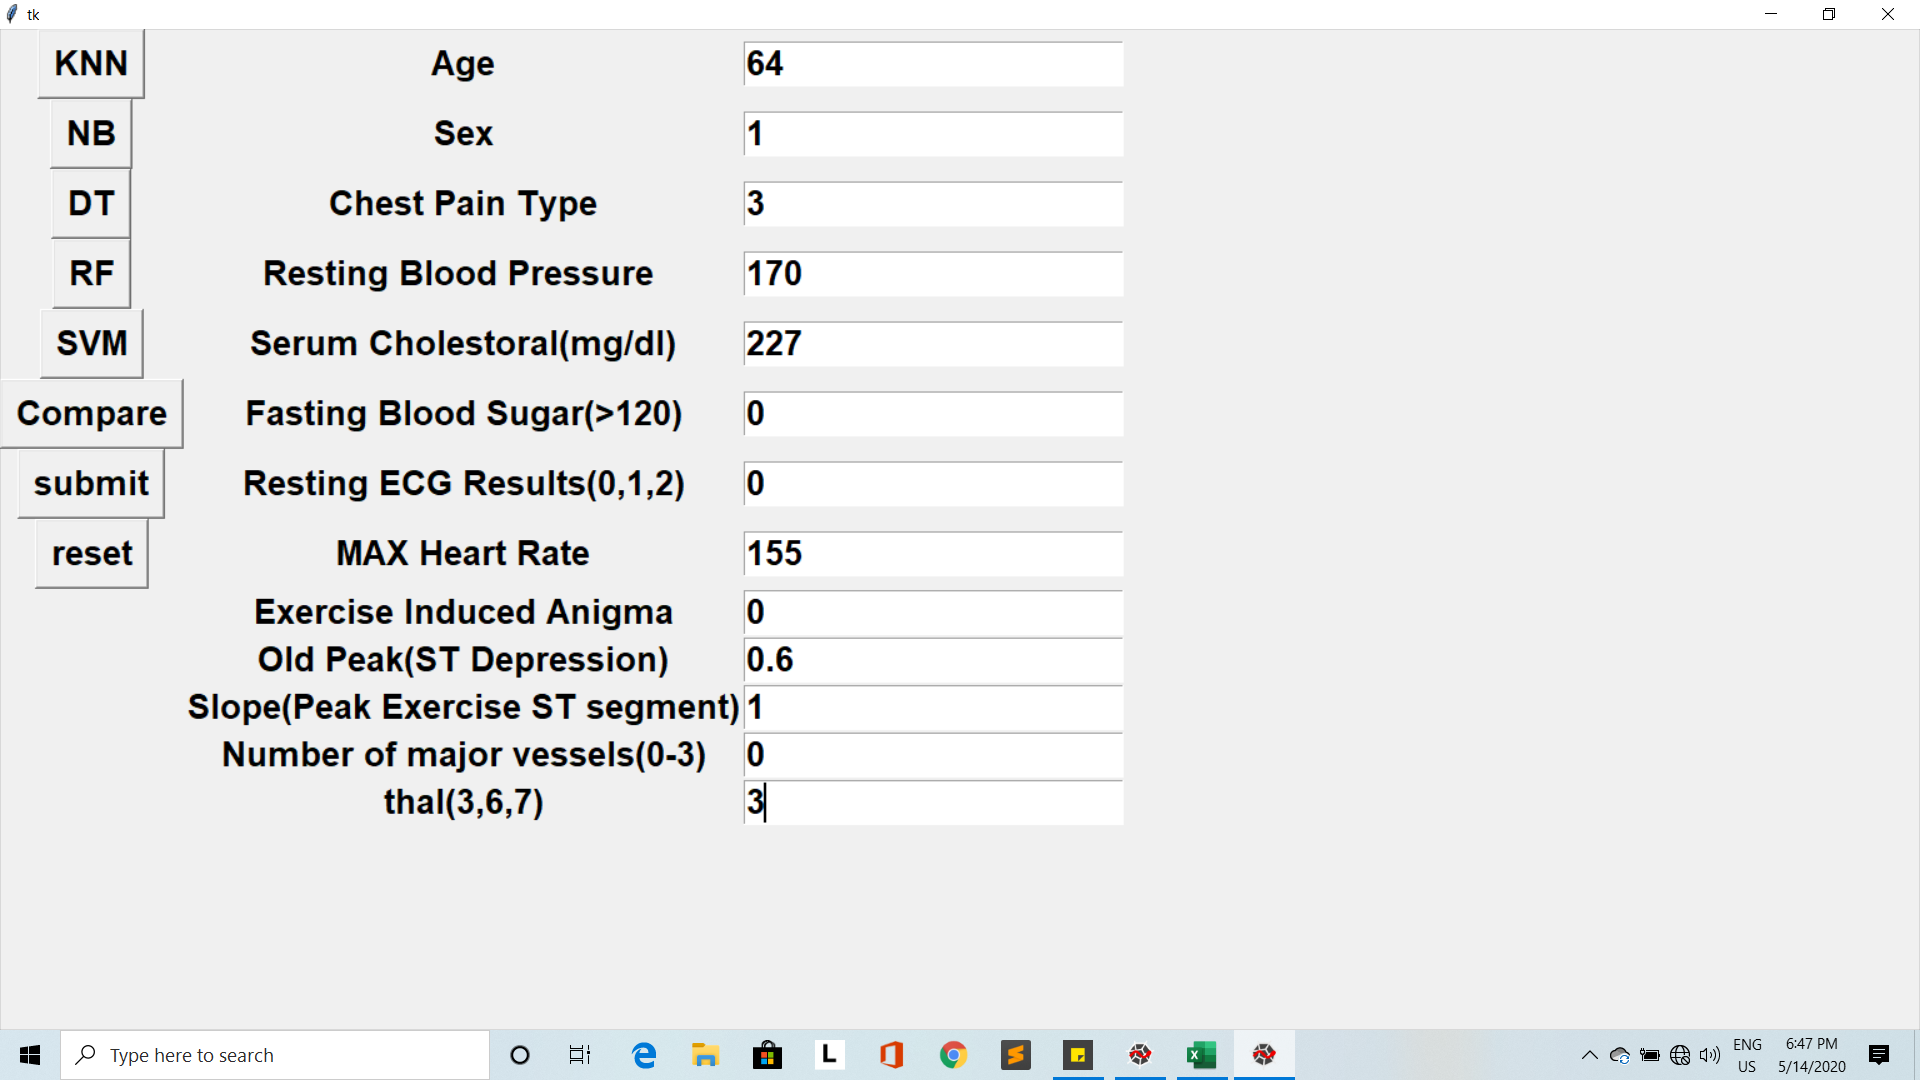 tk
KNN Age 64
NB Sex 1
DT Chest Pain Type 3
RF Resting Blood Pressure 170
SVM Serum Cholestoral(mg/dl) 227
Compare Fasting Blood Sugar(>120) 0
submit Resting ECG Results(0,1,2) 0
reset MAX Heart Rate 155
Exercise Induced Anigma 0
Old Peak(ST Depression) 0.6
Slope(Peak Exercise ST segment) 1
Number of major vessels(0-3) 0
thal(3,6,7) 3
Type here to search L S X ENG 6:47 PM
US 5/14/2020